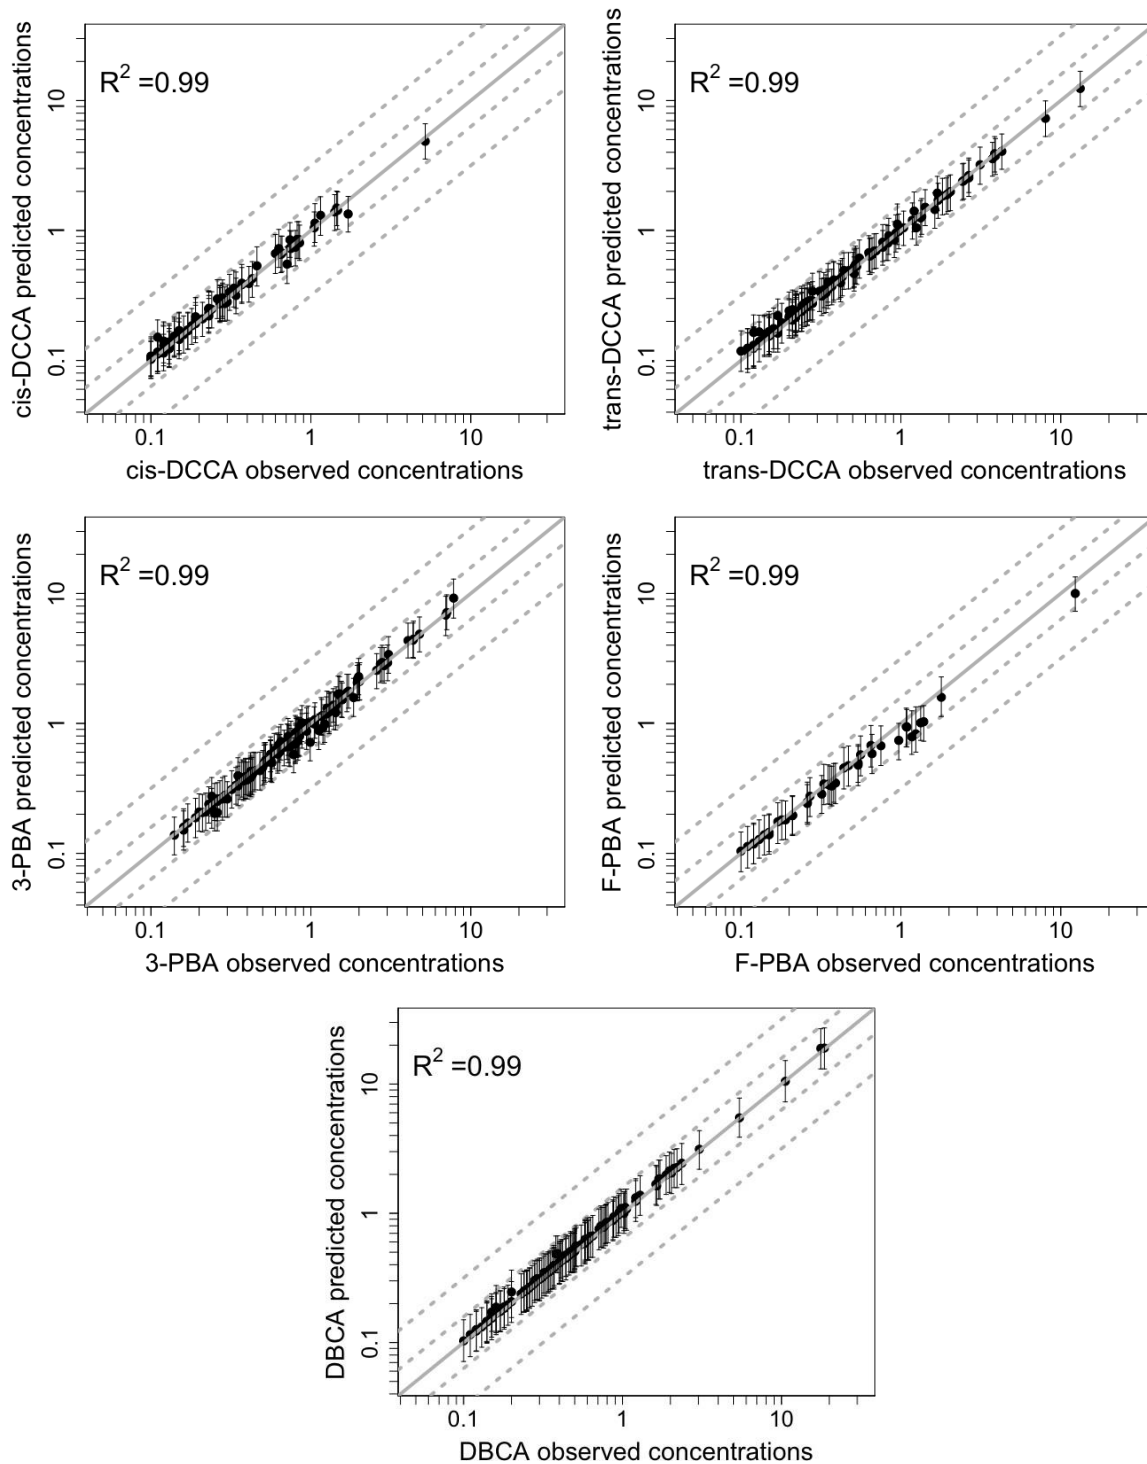 cis-DCCA predicted concentrations
10
1
0.1
R² =0.99
0.1 1 10
cis-DCCA observed concentrations
trans-DCCA predicted concentrations
10
1
0.1
R² =0.99
0.1 1 10
trans-DCCA observed concentrations
3-PBA predicted concentrations
10
1
0.1
R² =0.99
0.1 1 10
3-PBA observed concentrations
F-PBA predicted concentrations
10
1
0.1
R² =0.99
0.1 1 10
F-PBA observed concentrations
DBCA predicted concentrations
10
1
0.1
R² =0.99
0.1 1 10
DBCA observed concentrations